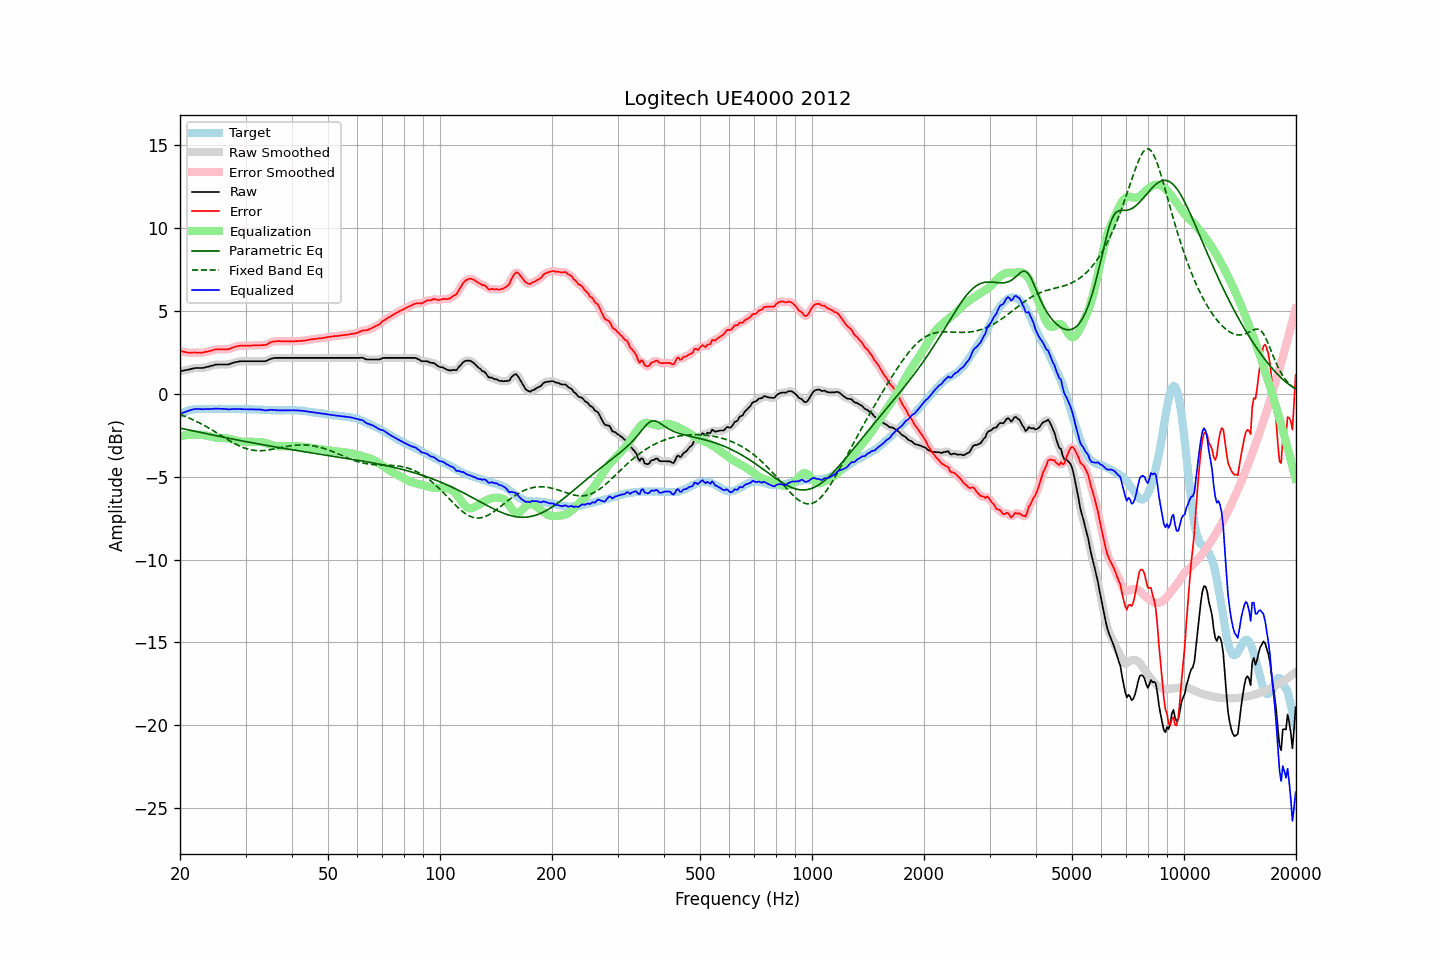 Logitech UE4000 2012
Target
Raw Smoothed
Error Smoothed
Raw
Error
Equalization
Parametric Eq
Fixed Band Eq
Equalized
15
10
5
0
−5
−10
−15
−20
−25
Amplitude (dBr)
20
50
100
200
500
1000
2000
5000
10000
20000
Frequency (Hz)